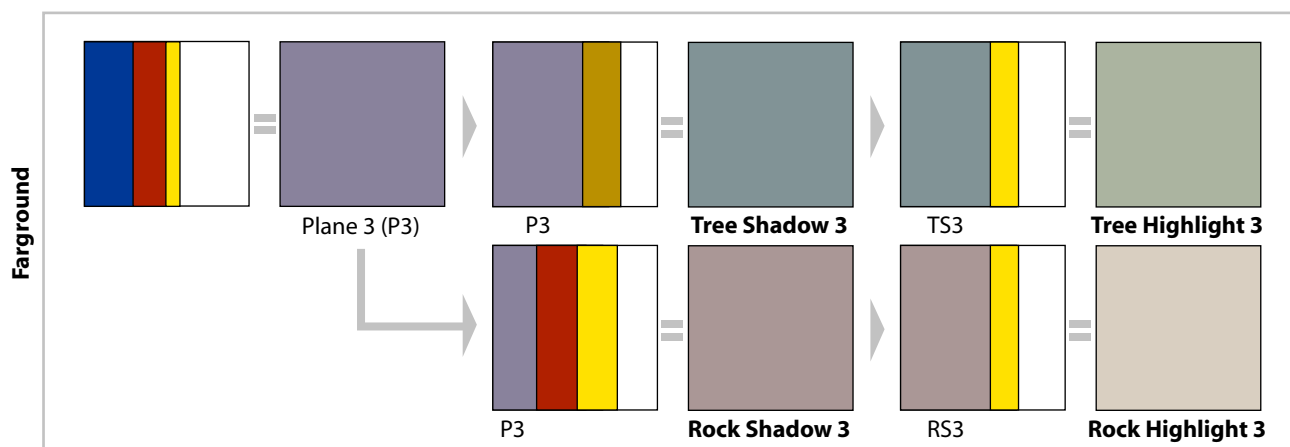 Farground
Plane 3 (P3)
P3
Tree Shadow 3
TS3
Tree Highlight 3
P3
Rock Shadow 3
RS3
Rock Highlight 3